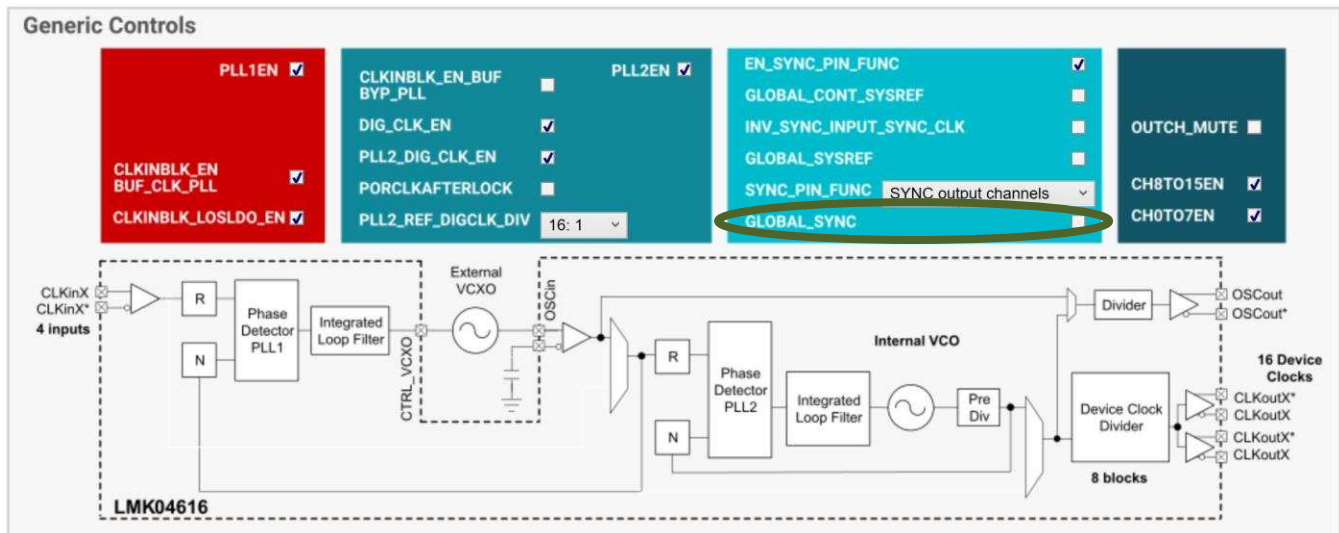 Generic Controls
PLL1EN
CLKINBLK_EN
BUF_CLK_PLL
CLKINBLK_LOSLDO_EN
CLKINBLK_EN_BUF
BYP_PLL
PLL2EN
DIG_CLK_EN
PLL2_DIG_CLK_EN
PORCLKAFTERLOCK
PLL2_REF_DIGCLK_DIV
16: 1
EN_SYNC_PIN_FUNC
GLOBAL_CONT_SYSREF
INV_SYNC_INPUT_SYNC_CLK
GLOBAL_SYSREF
SYNC_PIN_FUNC
SYNC output channels
GLOBAL_SYNC
OUTCH_MUTE
CH8TO15EN
CH0TO7EN
CLKinX
CLKinX*
4 inputs
R
N
Phase
Detector
PLL1
Integrated
Loop Filter
CTRL_VCXO
External
VCXO
OSCin
R
N
Phase
Detector
PLL2
Integrated
Loop Filter
Internal VCO
Pre
Div
Divider
OSCout
OSCout*
Device Clock
Divider
8 blocks
16 Device
Clocks
CLKoutX*
CLKoutX
CLKoutX*
CLKoutX
LMK04616